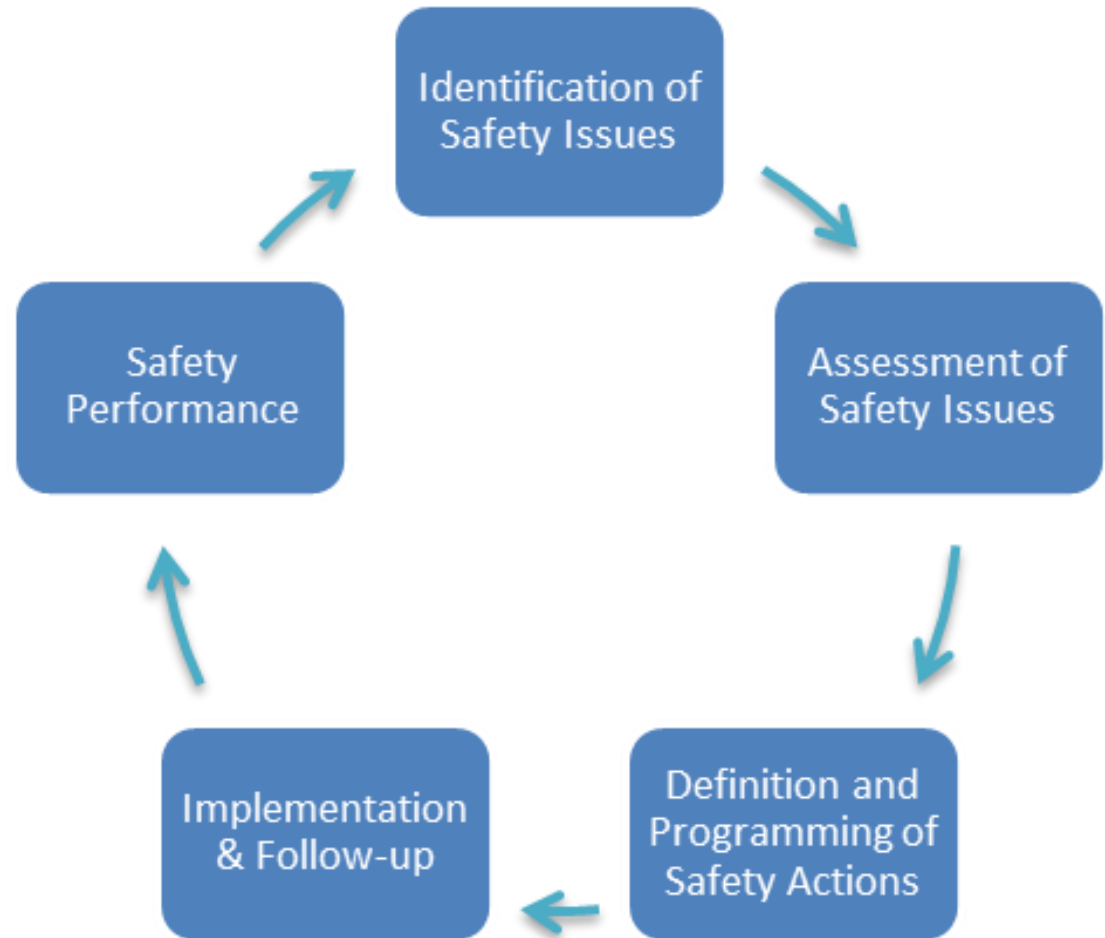 Identification of
Safety Issues
Assessment of
Safety Issues
Definition and
Programming of
Safety Actions
Implementation
& Follow-up
Safety
Performance